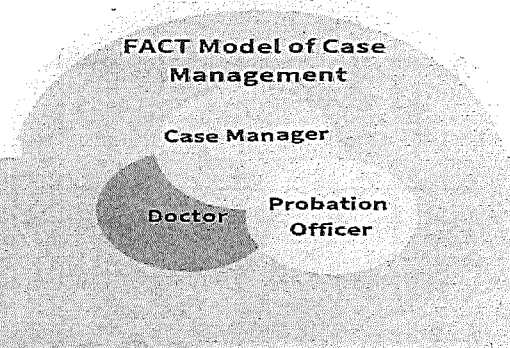 FACT Model of Case
Management
Case Manager
Doctor
Probation
Officer